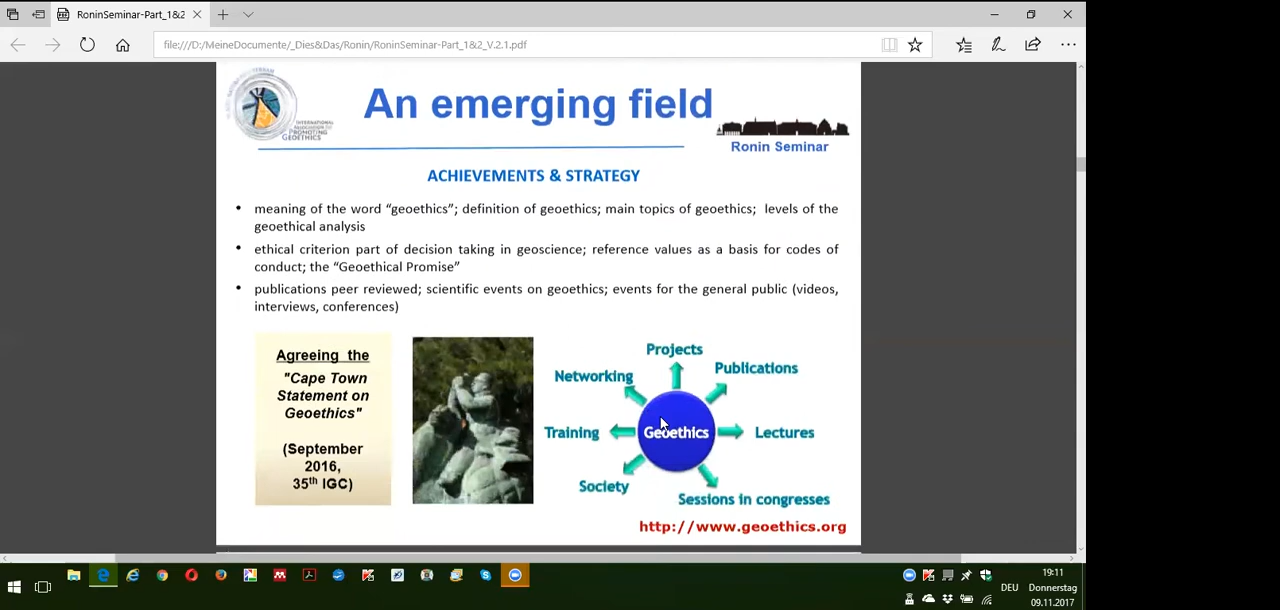 RoninSeminar-Part_1&2
file:///D:/MeineDocumente/_Dies&Das/Ronin/RoninSeminar-Part_1&2_V.2.1.pdf
INTERNATIONAL
ASSOCIATION FOR
PROMOTING
GEOETHICS
An emerging field
Ronin Seminar
ACHIEVEMENTS & STRATEGY
• meaning of the word “geoethics”; definition of geoethics; main topics of geoethics; levels of the
geoethical analysis
• ethical criterion part of decision taking in geoscience; reference values as a basis for codes of
conduct; the “Geoethical Promise”
• publications peer reviewed; scientific events on geoethics; events for the general public (videos,
interviews, conferences)
Agreeing the
"Cape Town
Statement on
Geoethics"
(September
2016,
35th IGC)
Projects
Publications
Networking
Training
Geoethics
Lectures
Society
Sessions in congresses
http://www.geoethics.org
19:11
DEU Donnerstag
09.11.2017